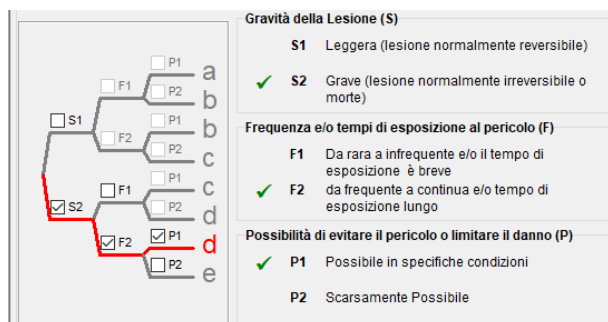 P1
a
F1
P2
b
S1
P1
b
F2
P2
c
P1
c
F1
P2
d
S2
P1
d
F2
P2
e
Gravità della Lesione (S)
S1 Leggera (lesione normalmente reversibile)
S2 Grave (lesione normalmente irreversibile o
morte)
Frequenza e/o tempi di esposizione al pericolo (F)
F1 Da rara a infrequente e/o il tempo di
esposizione è breve
F2 da frequente a continua e/o tempo di
esposizione lungo
Possibilità di evitare il pericolo o limitare il danno (P)
P1 Possibile in specifiche condizioni
P2 Scarsamente Possibile